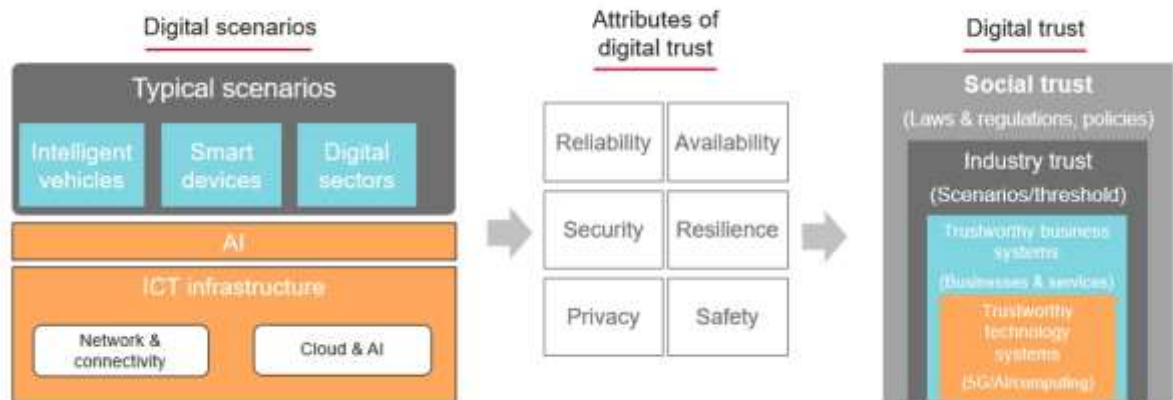 Digital scenarios
Typical scenarios
Intelligent
vehicles
Smart
devices
Digital
sectors
AI
ICT infrastructure
Network &
connectivity
Cloud & AI
Attributes of
digital trust
Reliability
Availability
Security
Resilience
Privacy
Safety
Digital trust
Social trust
(Laws & regulations, policies)
Industry trust
(Scenarios/threshold)
Trustworthy business
systems
(Businesses & services)
Trustworthy
technology
systems
(5G/AIcomputing)